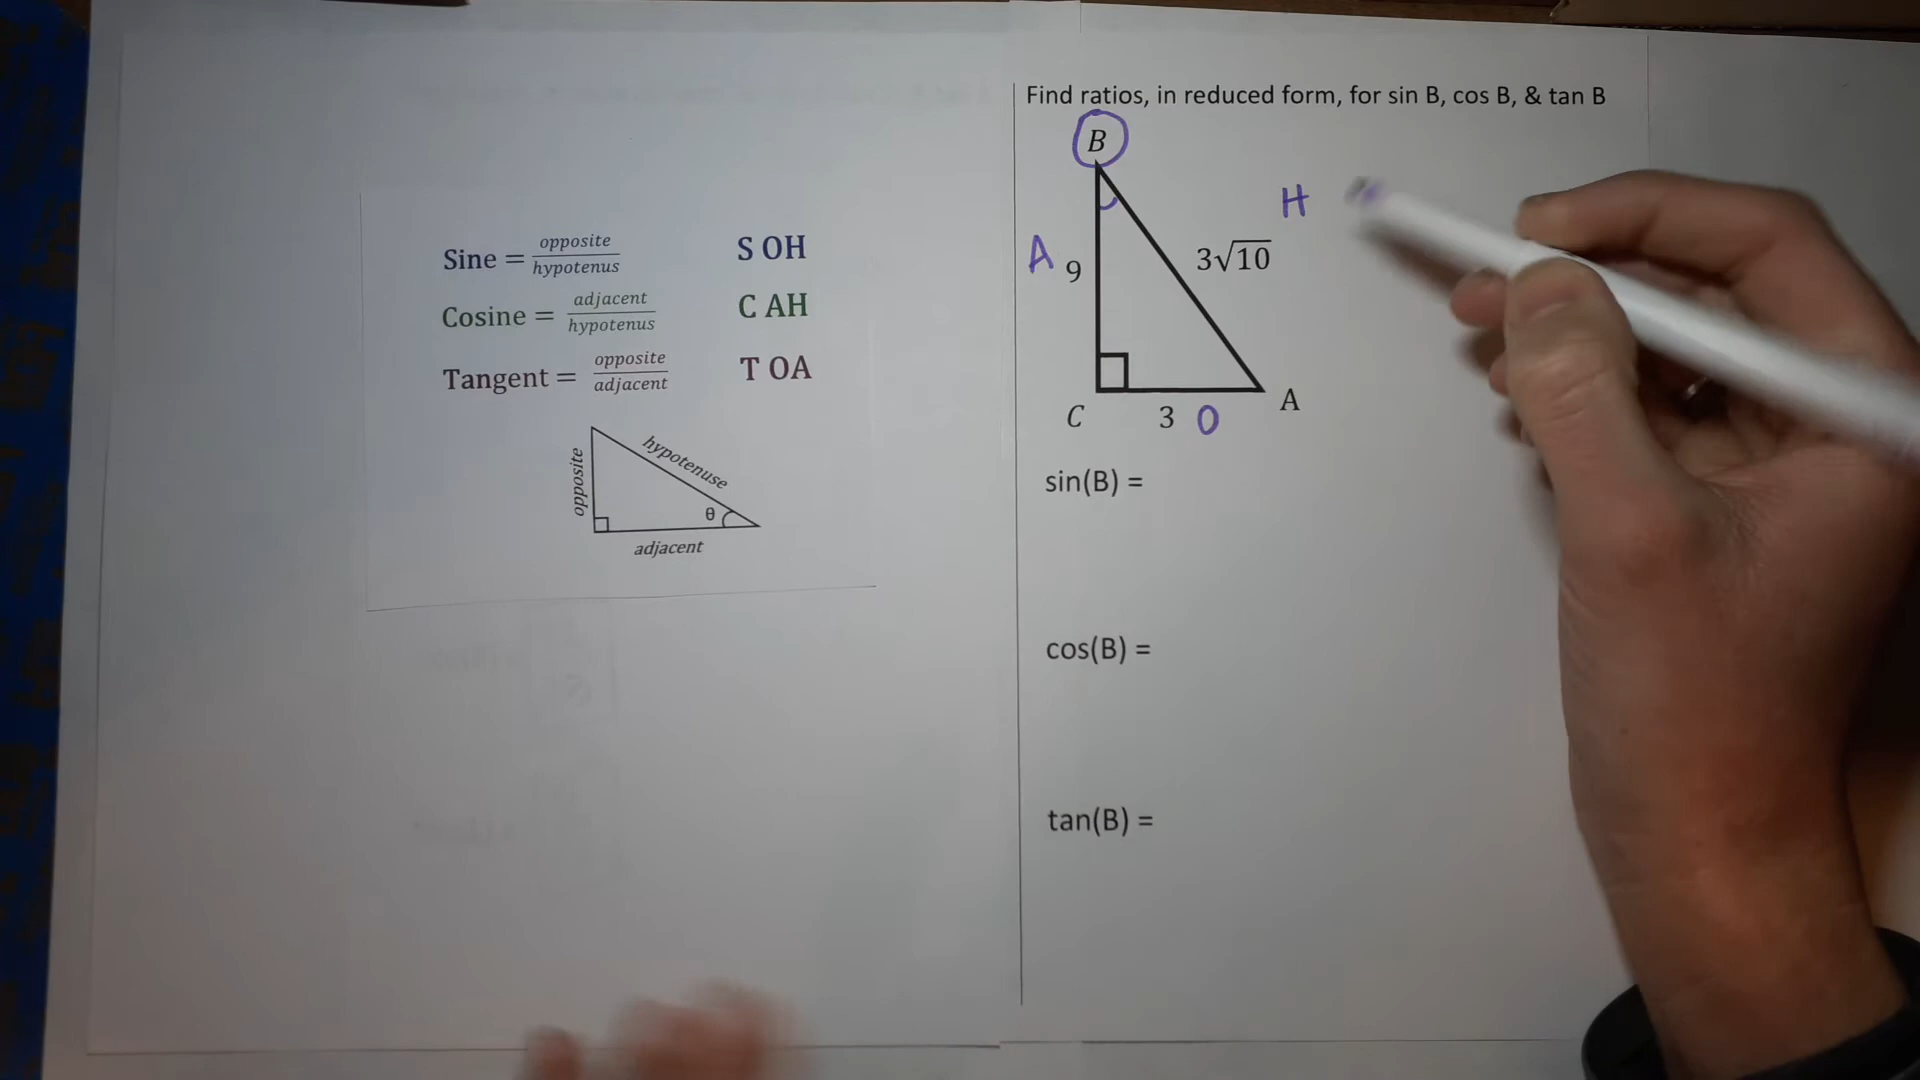 Sine = opposite/hypotenus S OH
Cosine = adjacent/hypotenus C AH
Tangent = opposite/adjacent T OA
opposite
hypotenuse
θ
adjacent
Find ratios, in reduced form, for sin B, cos B, & tan B
B
H
A 9
3√10
C 3 O A
sin(B) =
cos(B) =
tan(B) =